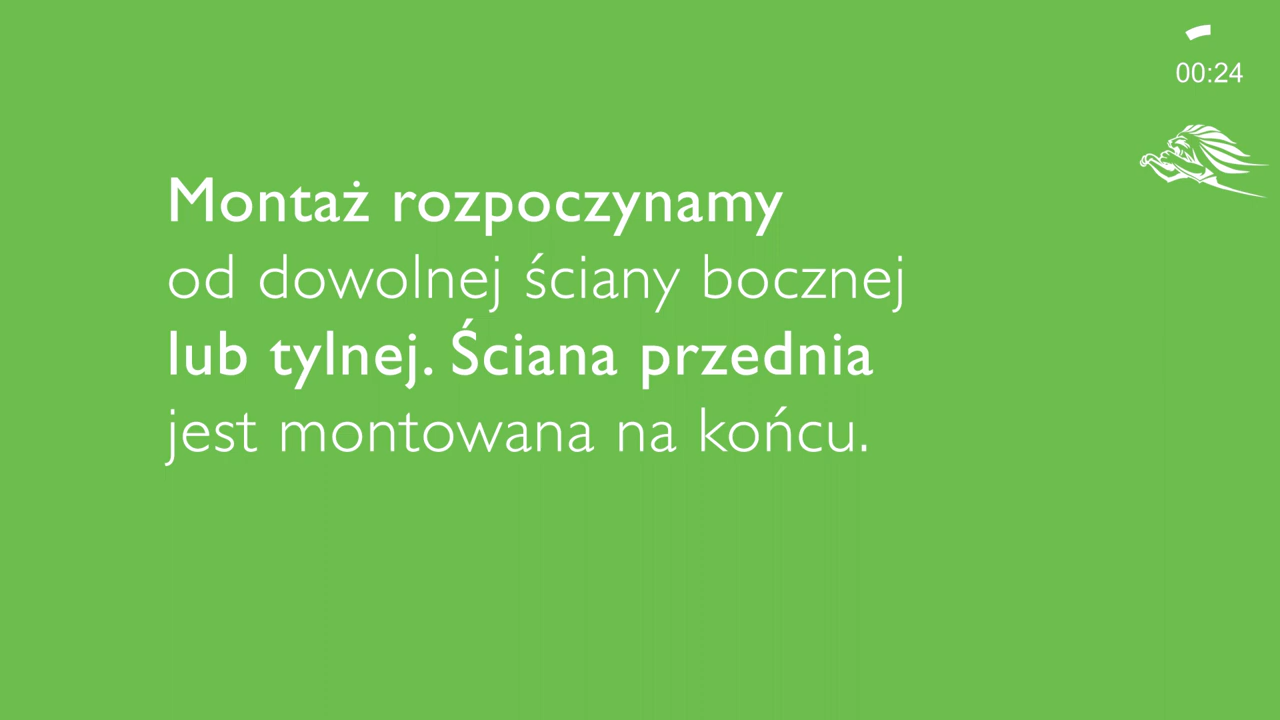 00:24
Montaż rozpoczynamy
od dowolnej ściany bocznej
lub tylnej. Ściana przednia
jest montowana na końcu.